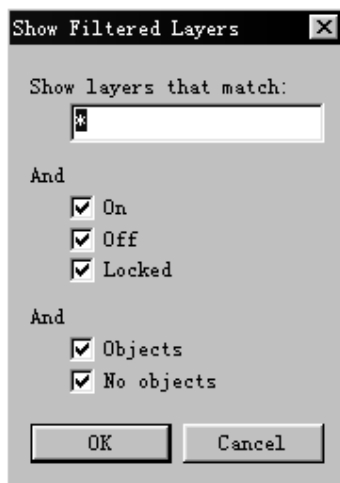 Show Filtered Layers
Show layers that match:
*
And
On
Off
Locked
And
Objects
No objects
OK
Cancel